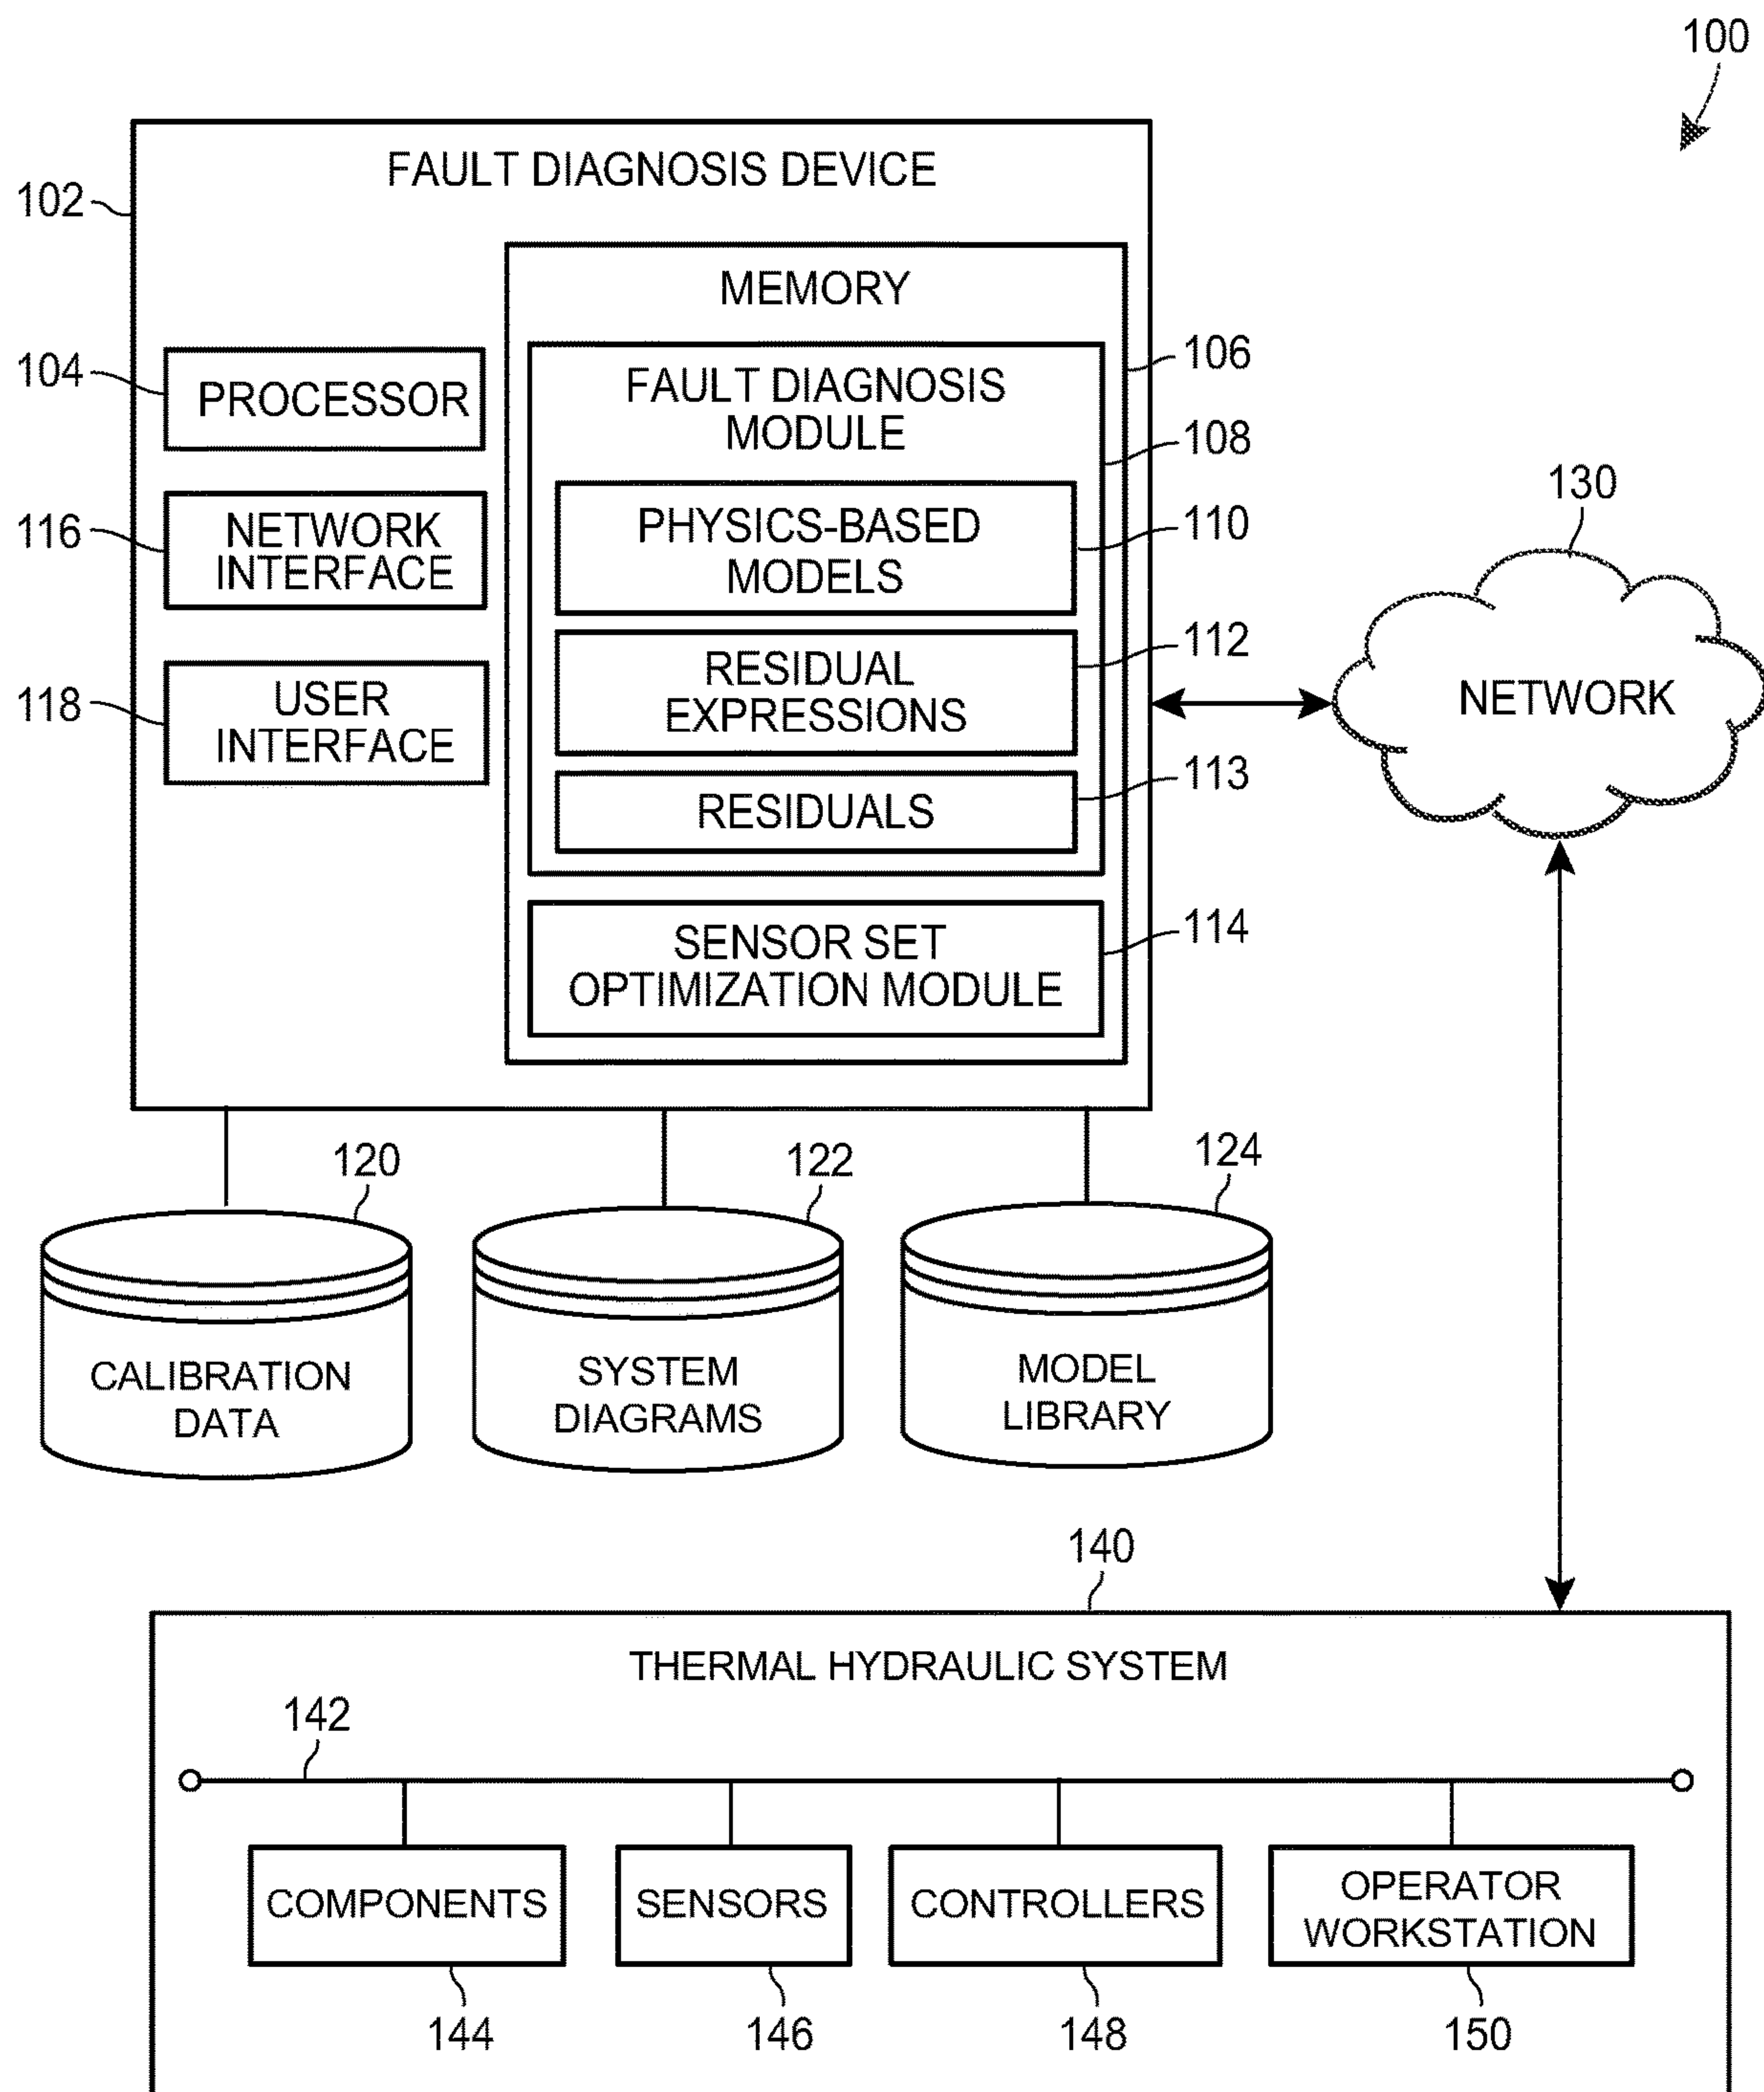 100
FAULT DIAGNOSIS DEVICE
102
MEMORY
104
PROCESSOR
106
FAULT DIAGNOSIS
MODULE
108
116
NETWORK
INTERFACE
PHYSICS-BASED
MODELS
110
130
NETWORK
118
USER
INTERFACE
RESIDUAL
EXPRESSIONS
112
RESIDUALS
113
SENSOR SET
OPTIMIZATION MODULE
114
120
122
124
CALIBRATION
DATA
SYSTEM
DIAGRAMS
MODEL
LIBRARY
140
THERMAL HYDRAULIC SYSTEM
142
COMPONENTS
SENSORS
CONTROLLERS
OPERATOR
WORKSTATION
144
146
148
150